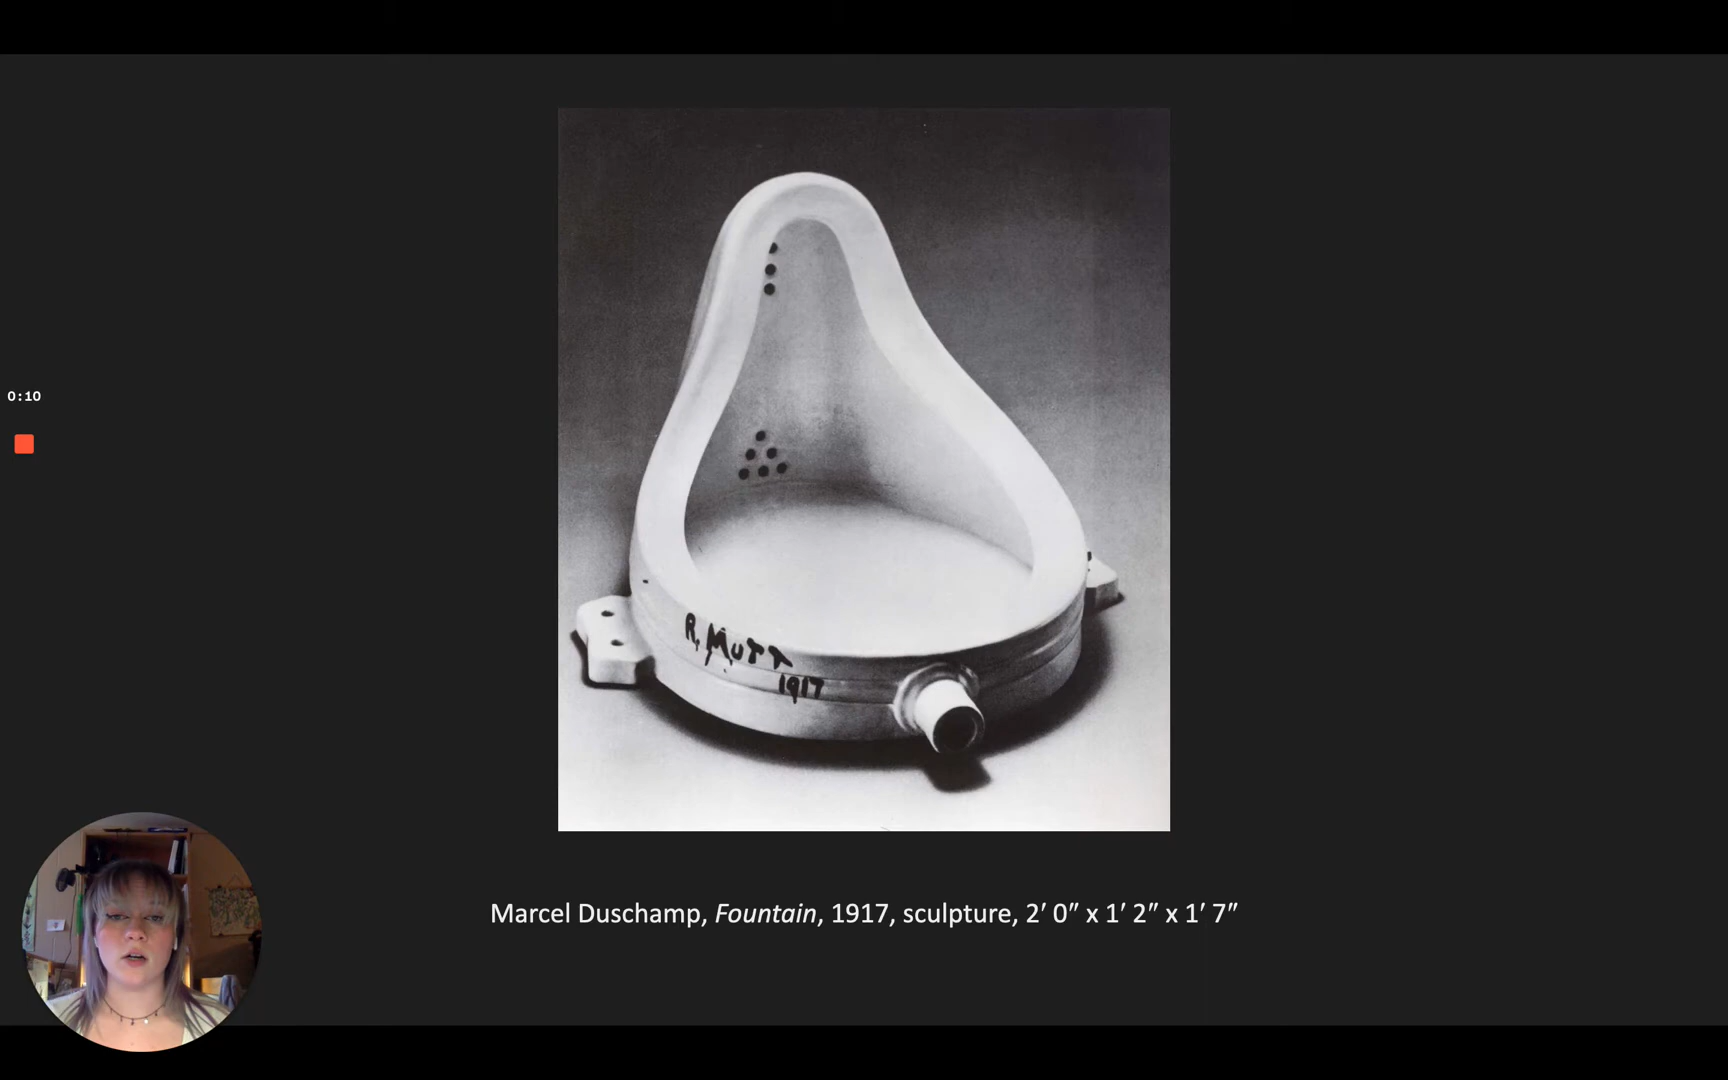 0:10
R. MUTT
1917
Marcel Duschamp, Fountain, 1917, sculpture, 2′ 0″ x 1′ 2″ x 1′ 7″